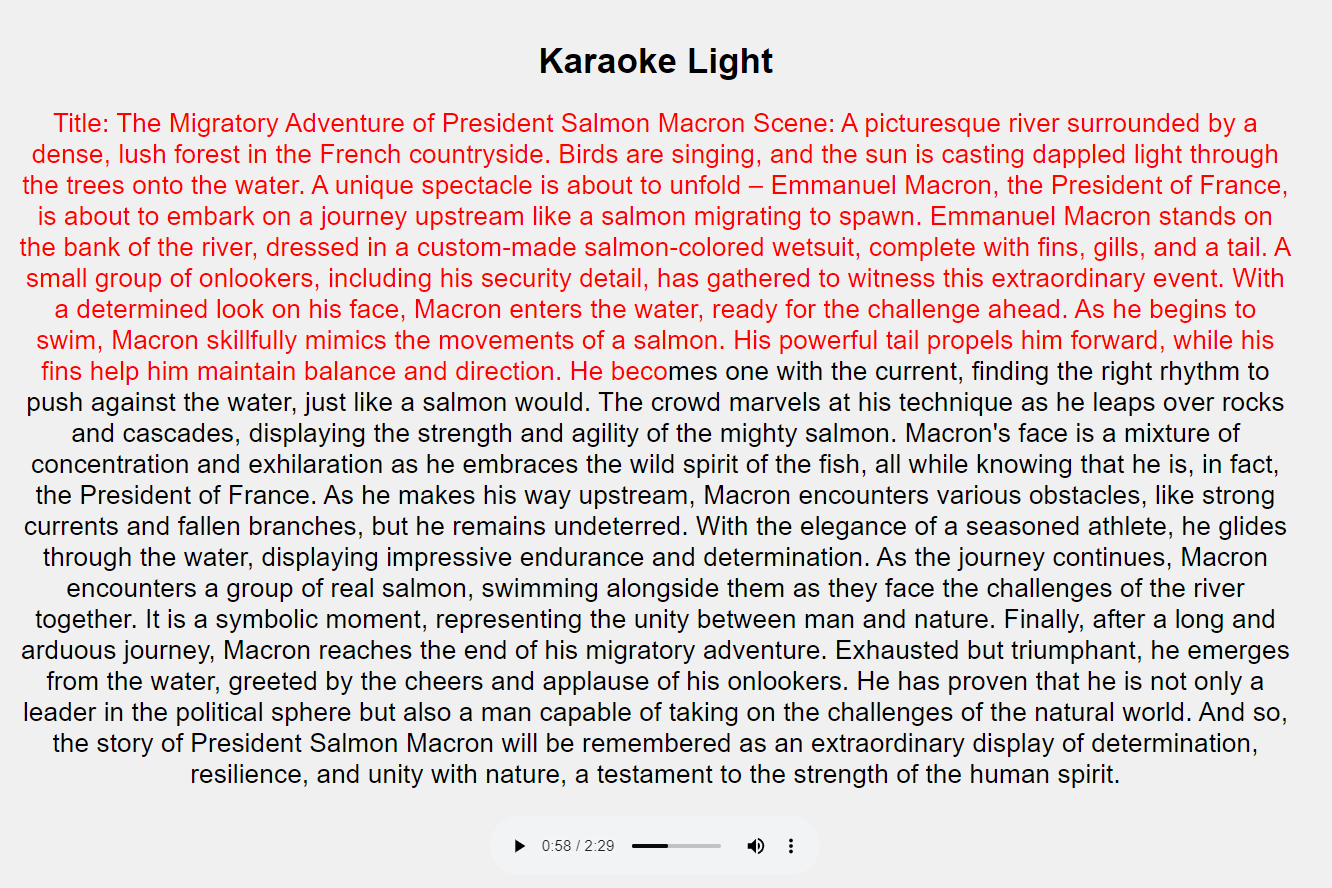 Karaoke Light
Title: The Migratory Adventure of President Salmon Macron Scene: A picturesque river surrounded by a
dense, lush forest in the French countryside. Birds are singing, and the sun is casting dappled light through
the trees onto the water. A unique spectacle is about to unfold – Emmanuel Macron, the President of France,
is about to embark on a journey upstream like a salmon migrating to spawn. Emmanuel Macron stands on
the bank of the river, dressed in a custom-made salmon-colored wetsuit, complete with fins, gills, and a tail. A
small group of onlookers, including his security detail, has gathered to witness this extraordinary event. With
a determined look on his face, Macron enters the water, ready for the challenge ahead. As he begins to
swim, Macron skillfully mimics the movements of a salmon. His powerful tail propels him forward, while his
fins help him maintain balance and direction. He becomes one with the current, finding the right rhythm to
push against the water, just like a salmon would. The crowd marvels at his technique as he leaps over rocks
and cascades, displaying the strength and agility of the mighty salmon. Macron's face is a mixture of
concentration and exhilaration as he embraces the wild spirit of the fish, all while knowing that he is, in fact,
the President of France. As he makes his way upstream, Macron encounters various obstacles, like strong
currents and fallen branches, but he remains undeterred. With the elegance of a seasoned athlete, he glides
through the water, displaying impressive endurance and determination. As the journey continues, Macron
encounters a group of real salmon, swimming alongside them as they face the challenges of the river
together. It is a symbolic moment, representing the unity between man and nature. Finally, after a long and
arduous journey, Macron reaches the end of his migratory adventure. Exhausted but triumphant, he emerges
from the water, greeted by the cheers and applause of his onlookers. He has proven that he is not only a
leader in the political sphere but also a man capable of taking on the challenges of the natural world. And so,
the story of President Salmon Macron will be remembered as an extraordinary display of determination,
resilience, and unity with nature, a testament to the strength of the human spirit.
0:58 / 2:29